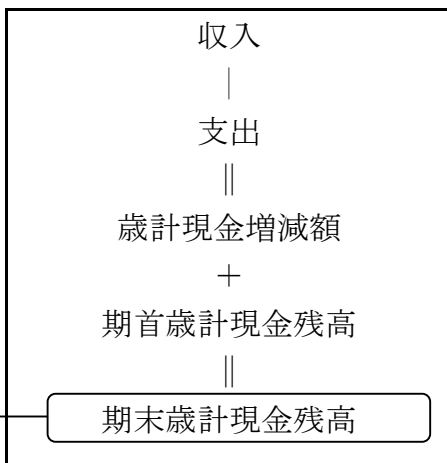 収入
｜
支出
||
歳計現金増減額
＋
期首歳計現金残高
||
期末歳計現金残高